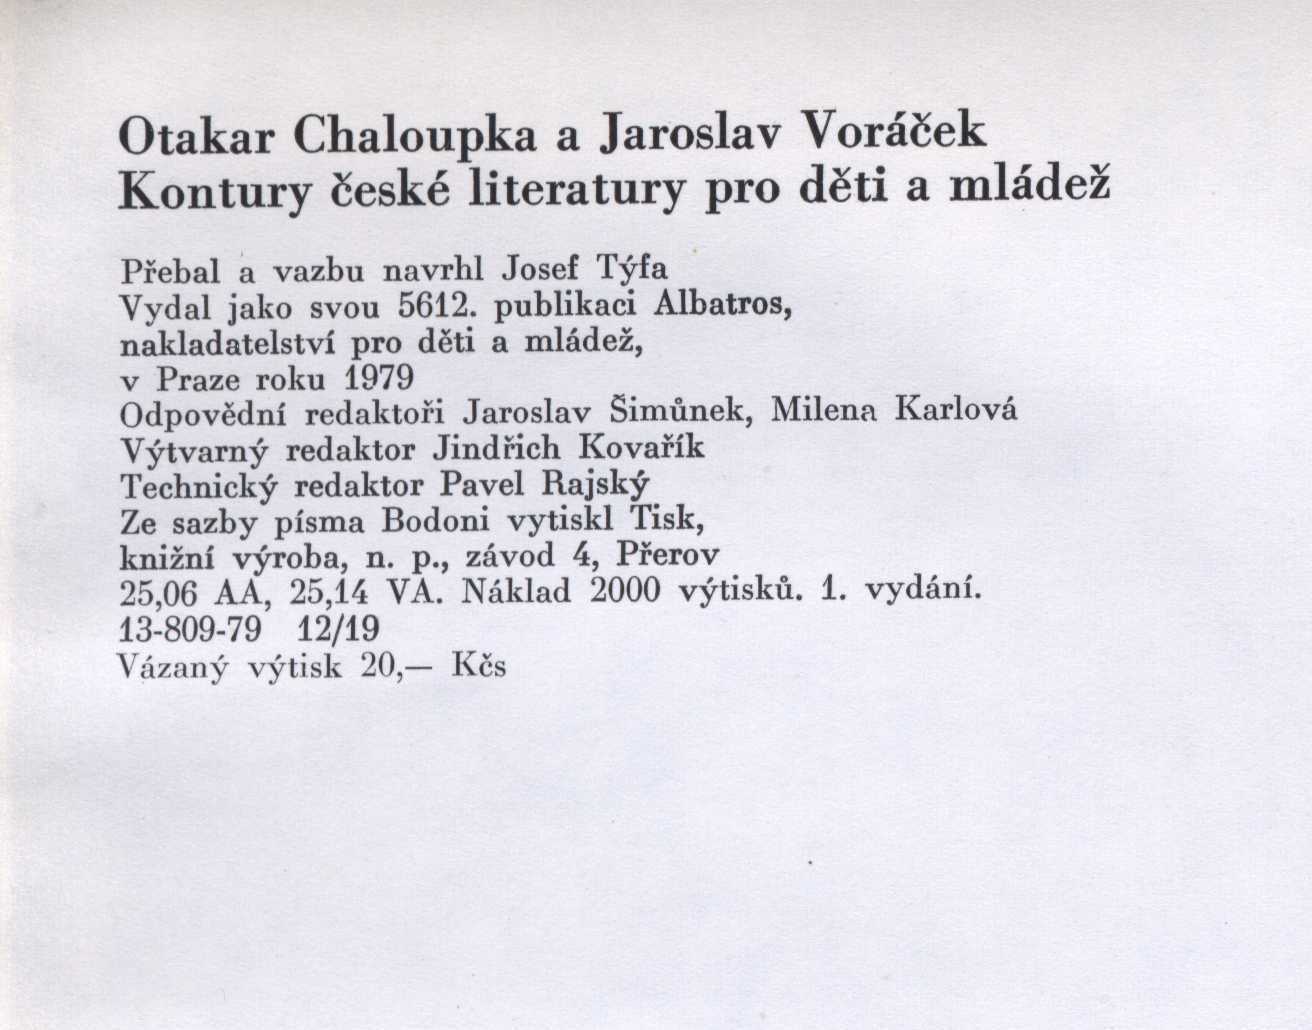 Otakar Chaloupka a Jaroslav Voráček
Kontury české literatury pro děti a mládež
Přebal a vazbu navrhl Josef Týfa
Vydal jako svou 5612. publikaci Albatros,
nakladatelství pro děti a mládež,
v Praze roku 1979
Odpovědní redaktoři Jaroslav Šimůnek, Milena Karlová
Výtvarný redaktor Jindřich Kovařík
Technický redaktor Pavel Rajský
Ze sazby písma Bodoni vytiskl Tisk,
knižní výroba, n. p., závod 4, Přerov
25,06 AA, 25,14 VA. Náklad 2000 výtisků. 1. vydání.
13-809-79 12/19
Vázaný výtisk 20,— Kčs